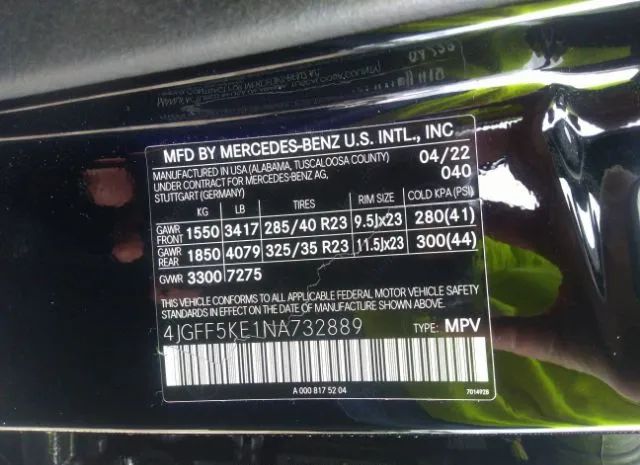 MFD BY MERCEDES-BENZ U.S. INTL., INC
MANUFACTURED IN USA (ALABAMA, TUSCALOOSA COUNTY) 04/22
UNDER CONTRACT FOR MERCEDES-BENZ AG, 040
STUTTGART (GERMANY)
KG LB TIRES RIM SIZE COLD KPA (PSI)
GAWR FRONT 1550 3417 285/40 R23 9.5Jx23 280(41)
GAWR REAR 1850 4079 325/35 R23 11.5Jx23 300(44)
GVWR 3300 7275
THIS VEHICLE CONFORMS TO ALL APPLICABLE FEDERAL MOTOR VEHICLE SAFETY
STANDARDS IN EFFECT ON THE DATE OF MANUFACTURE SHOWN ABOVE.
4JGFF5KE1NA732889 TYPE: MPV
A 000 817 52 04 7014928